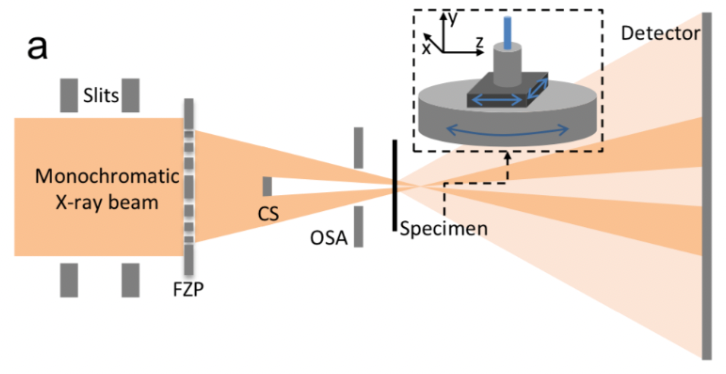 a
Slits
Monochromatic
X-ray beam
FZP
CS
OSA
Specimen
y
x
z
Detector